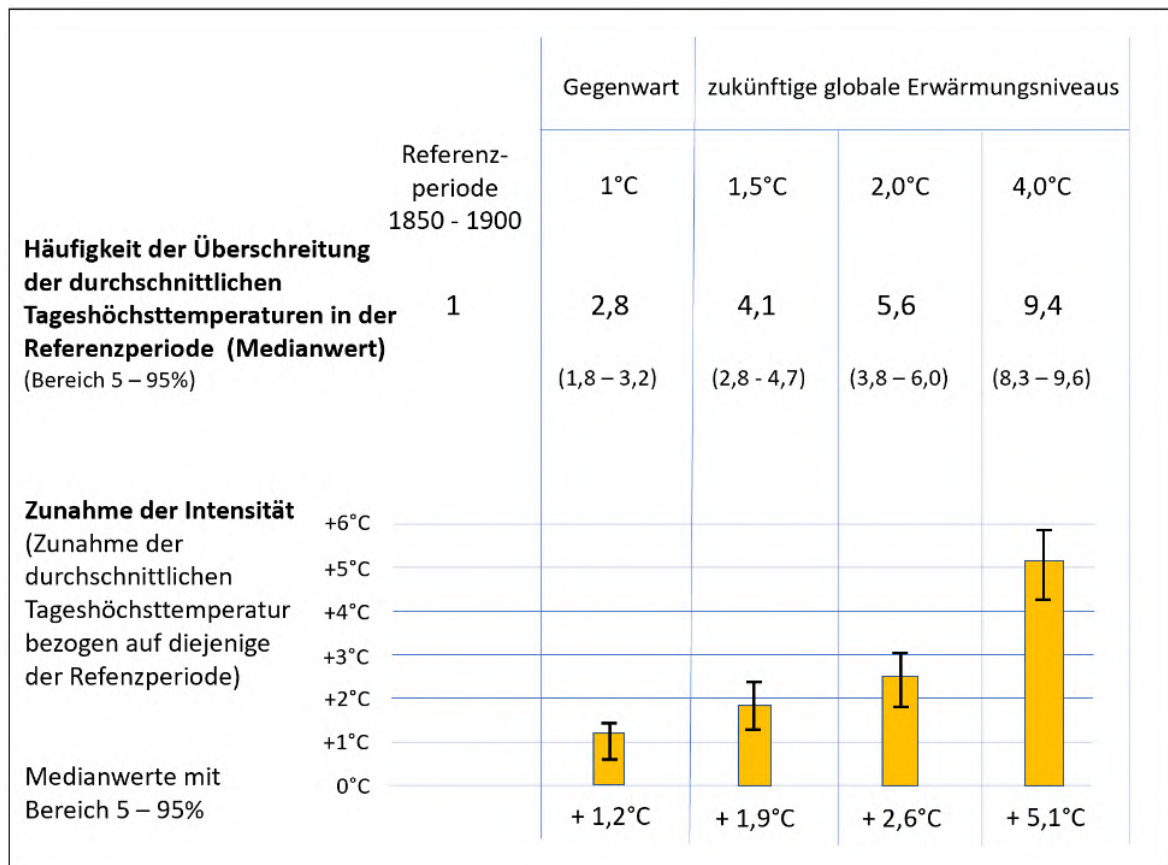 Gegenwart zukünftige globale Erwärmungsniveaus
Referenz-
periode
1850 - 1900
1°C 1,5°C 2,0°C 4,0°C
Häufigkeit der Überschreitung
der durchschnittlichen
Tageshöchsttemperaturen in der
Referenzperiode (Medianwert)
(Bereich 5 – 95%)
1 2,8 4,1 5,6 9,4
(1,8 – 3,2) (2,8 - 4,7) (3,8 – 6,0) (8,3 – 9,6)
Zunahme der Intensität
(Zunahme der
durchschnittlichen
Tageshöchsttemperatur
bezogen auf diejenige
der Refenzperiode)
+6°C
+5°C
+4°C
+3°C
+2°C
+1°C
0°C
Medianwerte mit
Bereich 5 – 95%
+ 1,2°C + 1,9°C + 2,6°C + 5,1°C